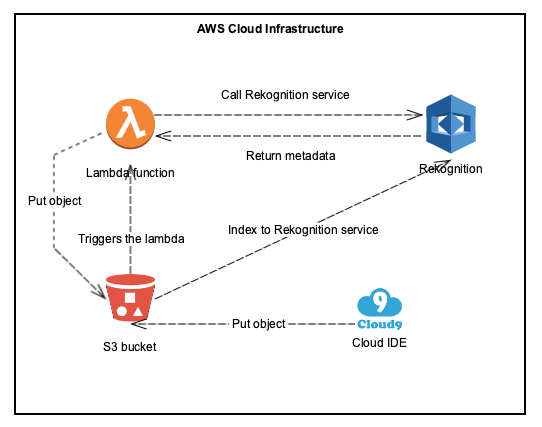 AWS Cloud Infrastructure
Call Rekognition service
Return metadata
Lambda function
Rekognition
Put object
Triggers the lambda
Index to Rekognition service
9
Cloud9
Put object
S3 bucket
Cloud IDE